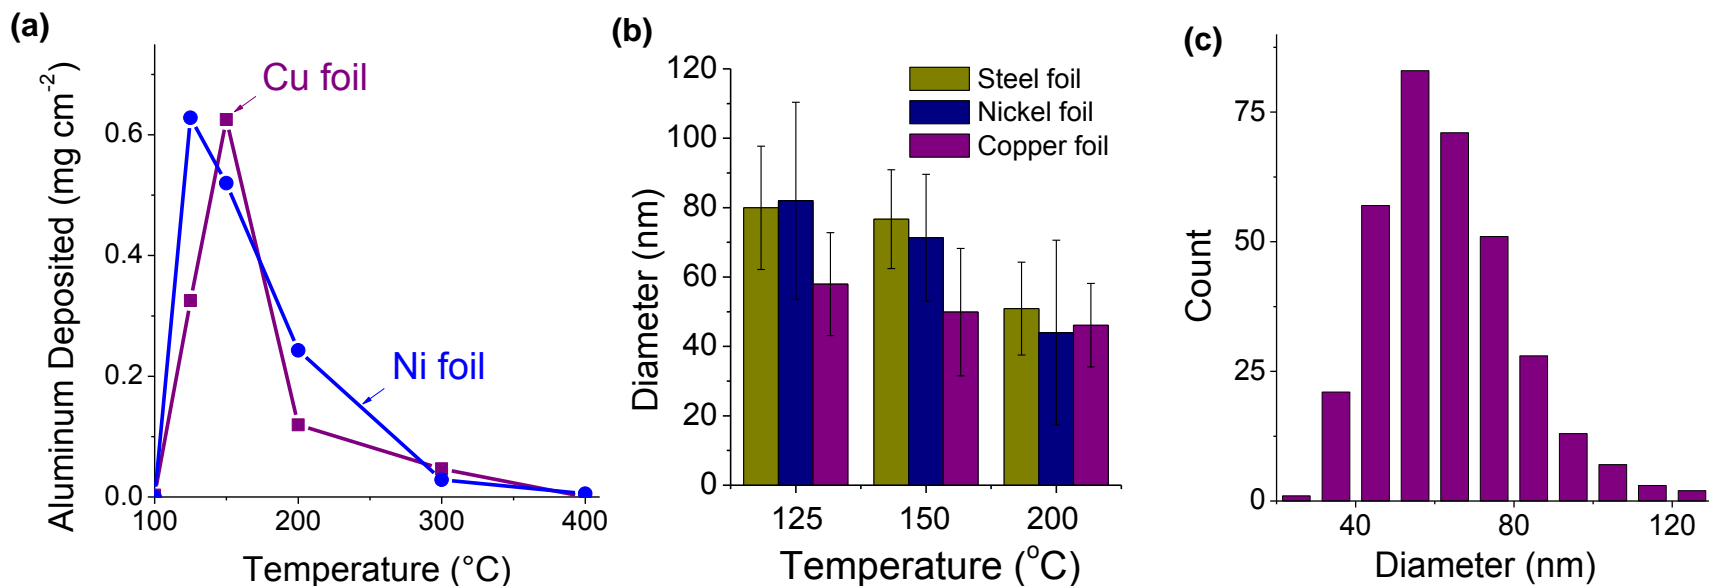 (a)
Aluminum Deposited (mg cm⁻²)
0.6
0.4
0.2
0.0
Cu foil
Ni foil
100
200
300
400
Temperature (°C)
(b)
Diameter (nm)
120
100
80
60
40
20
0
Steel foil
Nickel foil
Copper foil
125
150
200
Temperature (°C)
(c)
Count
75
50
25
0
40
80
120
Diameter (nm)